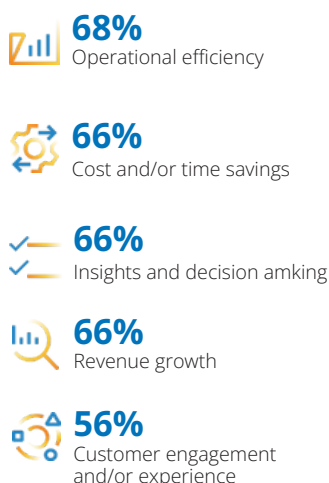 68%
Operational efficiency
66%
Cost and/or time savings
66%
Insights and decision amking
66%
Revenue growth
56%
Customer engagement
and/or experience